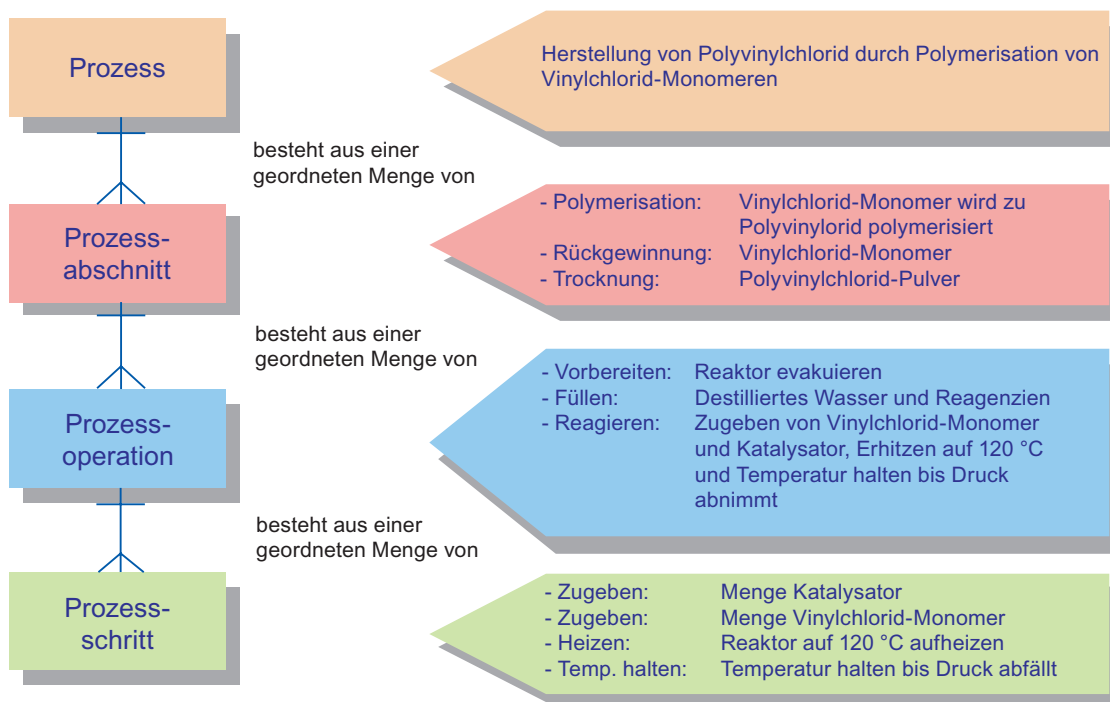 Prozess
Herstellung von Polyvinylchlorid durch Polymerisation von
Vinylchlorid-Monomeren
besteht aus einer
geordneten Menge von
Prozess-
abschnitt
- Polymerisation: Vinylchlorid-Monomer wird zu
Polyvinylorid polymerisiert
- Rückgewinnung: Vinylchlorid-Monomer
- Trocknung: Polyvinylchlorid-Pulver
besteht aus einer
geordneten Menge von
Prozess-
operation
- Vorbereiten: Reaktor evakuieren
- Füllen: Destilliertes Wasser und Reagenzien
- Reagieren: Zugeben von Vinylchlorid-Monomer
und Katalysator, Erhitzen auf 120 °C
und Temperatur halten bis Druck
abnimmt
besteht aus einer
geordneten Menge von
Prozess-
schritt
- Zugeben: Menge Katalysator
- Zugeben: Menge Vinylchlorid-Monomer
- Heizen: Reaktor auf 120 °C aufheizen
- Temp. halten: Temperatur halten bis Druck abfällt